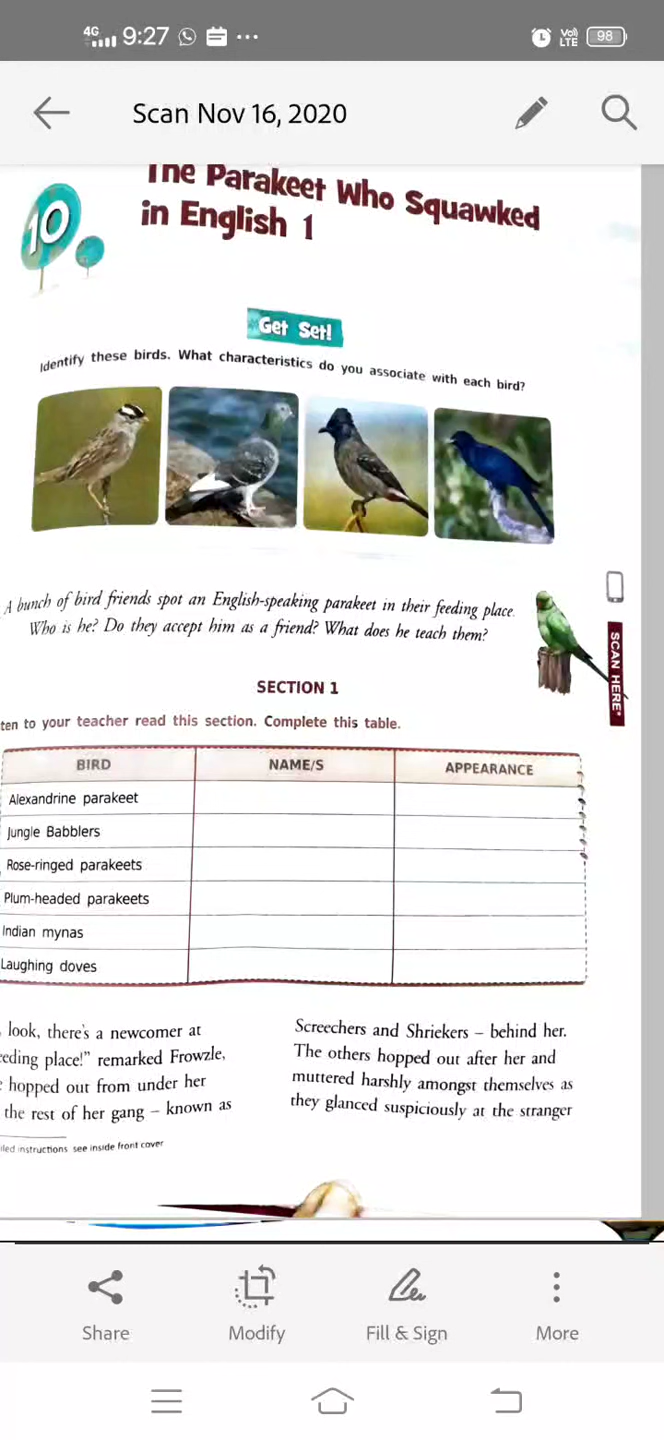 4G 9:27 ... Vo) LTE 98
Scan Nov 16, 2020
10
The Parakeet Who Squawked
in English 1
Get Set!
Identify these birds. What characteristics do you associate with each bird?
A bunch of bird friends spot an English-speaking parakeet in their feeding place.
Who is he? Do they accept him as a friend? What does he teach them?
SCAN HERE*
SECTION 1
ten to your teacher read this section. Complete this table.
BIRD NAME/S APPEARANCE
Alexandrine parakeet
Jungle Babblers
Rose-ringed parakeets
Plum-headed parakeets
Indian mynas
Laughing doves
look, there's a newcomer at
eding place!" remarked Frowzle,
hopped out from under her
the rest of her gang – known as
Screechers and Shriekers – behind her.
The others hopped out after her and
muttered harshly amongst themselves as
they glanced suspiciously at the stranger
iled instructions see inside front cover
Share Modify Fill & Sign More